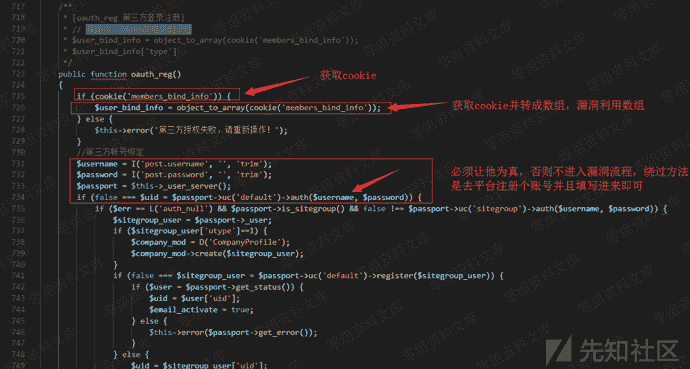 717 /**
718 * [oauth_reg 第三方登录注册]
719 * //
720 * $user_bind_info = object_to_array(cookie('members_bind_info'));
721 * $user_bind_info['type']
722 */
723 public function oauth_reg()
724 {
725 if (cookie('members_bind_info')) {
获取cookie
726 $user_bind_info = object_to_array(cookie('members_bind_info'));
获取cookie并转成数组，漏洞利用数组
727 } else {
728 $this->error('第三方授权失败，请重新操作！');
729 }
730 //第三方帐号绑定
731 $username = I('post.username', '', 'trim');
732 $password = I('post.password', '', 'trim');
733 $passport = $this->_user_server();
734 if (false === $uid = $passport->uc('default')->auth($username, $password)) {
必须让他为真，否则不进入漏洞流程，绕过方法
是去平台注册个账号并且填写进来即可
735 if ($err == L('auth_null') && $passport->is_sitegroup() && false !== $passport->uc('sitegroup')->auth($username, $password)) {
736 $sitegroup_user = $passport->_user;
737 if ($sitegroup_user['utype']==1) {
738 $company_mod = D('CompanyProfile');
739 $company_mod->create($sitegroup_user);
740 }
741 if (false === $sitegroup_user = $passport->uc('default')->register($sitegroup_user)) {
742 if ($user = $passport->get_status()) {
743 $uid = $user['uid'];
744 $email_activate = true;
745 } else {
746 $this->error($passport->get_error());
747 }
748 } else {
749 $uid = $sitegroup_user['uid'];
先知社区